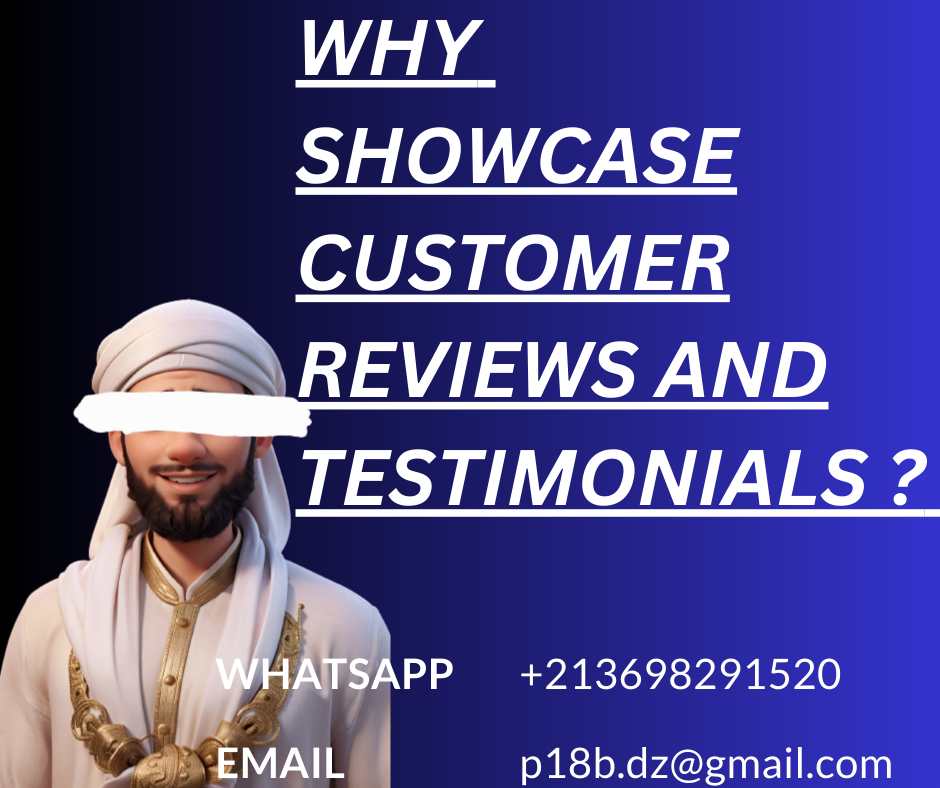 WHY
SHOWCASE
CUSTOMER
REVIEWS AND
TESTIMONIALS ?
WHATSAPP +213698291520
EMAIL p18b.dz@gmail.com